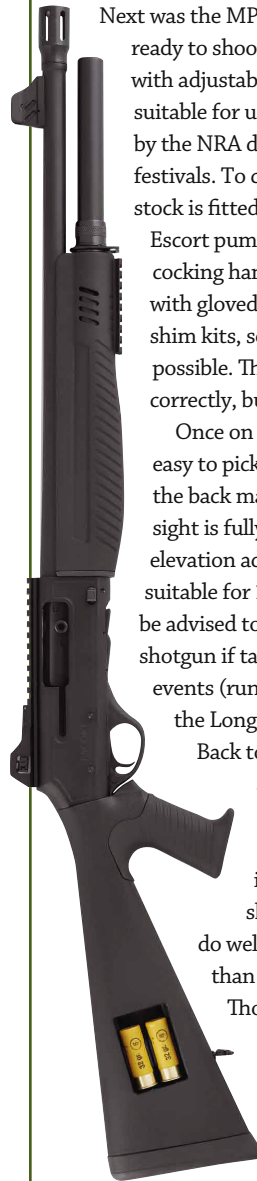 Next was the MP
ready to shoo
with adjustab
suitable for u
by the NRA d
festivals. To c
stock is fitted
Escort pum
cocking han
with gloved
shim kits, so
possible. Th
correctly, bu
Once on
easy to pick
the back ma
sight is fully
elevation ad
suitable for
be advised to
shotgun if ta
events (run
the Long
Back to
i
sl
do wel
than
Tho